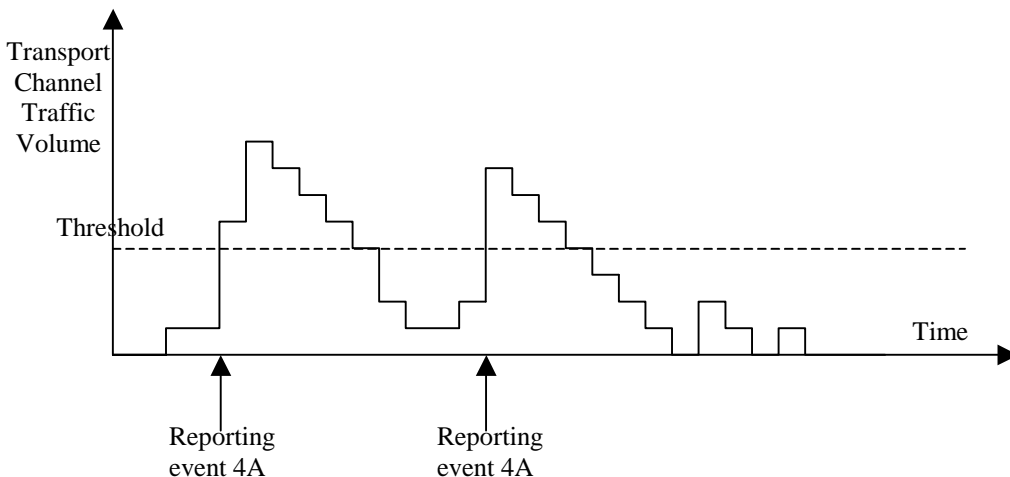 Transport
Channel
Traffic
Volume
Threshold
Time
Reporting
event 4A
Reporting
event 4A